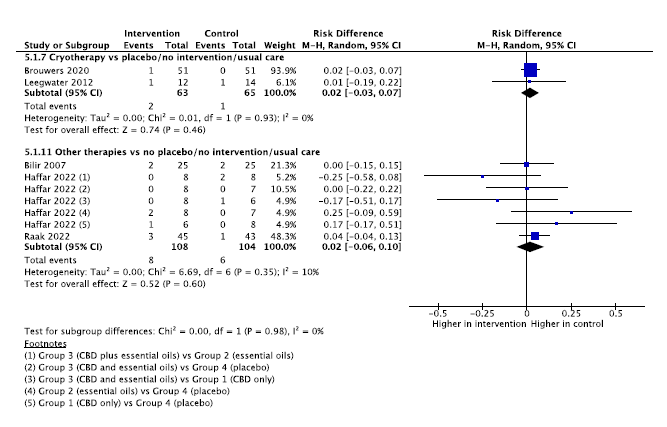 Intervention Control Risk Difference Risk Difference
Study or Subgroup Events Total Events Total Weight M-H, Random, 95% CI M-H, Random, 95% CI
5.1.7 Cryotherapy vs placebo/no intervention/usual care
Brouwers 2020 1 51 0 51 93.9% 0.02 [-0.03, 0.07]
Leegwater 2012 1 12 1 14 6.1% 0.01 [-0.19, 0.22]
Subtotal (95% CI) 63 65 100.0% 0.02 [-0.03, 0.07]
Total events 2 1
Heterogeneity: Tau² = 0.00; Chi² = 0.01, df = 1 (P = 0.93); I² = 0%
Test for overall effect: Z = 0.74 (P = 0.46)
5.1.11 Other therapies vs no placebo/no intervention/usual care
Bilir 2007 2 25 2 25 21.3% 0.00 [-0.15, 0.15]
Haffar 2022 (1) 0 8 2 8 5.2% -0.25 [-0.58, 0.08]
Haffar 2022 (2) 0 8 0 7 10.5% 0.00 [-0.22, 0.22]
Haffar 2022 (3) 0 8 1 6 4.9% -0.17 [-0.51, 0.17]
Haffar 2022 (4) 2 8 0 7 4.9% 0.25 [-0.09, 0.59]
Haffar 2022 (5) 1 6 0 8 4.9% 0.17 [-0.17, 0.51]
Raak 2022 3 45 1 43 48.3% 0.04 [-0.04, 0.13]
Subtotal (95% CI) 108 104 100.0% 0.02 [-0.06, 0.10]
Total events 8 6
Heterogeneity: Tau² = 0.00; Chi² = 6.69, df = 6 (P = 0.35); I² = 10%
Test for overall effect: Z = 0.52 (P = 0.60)
-0.5 -0.25 0 0.25 0.5
Higher in intervention Higher in control
Test for subgroup differences: Chi² = 0.00, df = 1 (P = 0.98), I² = 0%
Footnotes
(1) Group 3 (CBD plus essential oils) vs Group 2 (essential oils)
(2) Group 3 (CBD and essential oils) vs Group 4 (placebo)
(3) Group 3 (CBD and essential oils) vs Group 1 (CBD only)
(4) Group 2 (essential oils) vs Group 4 (placebo)
(5) Group 1 (CBD only) vs Group 4 (placebo)